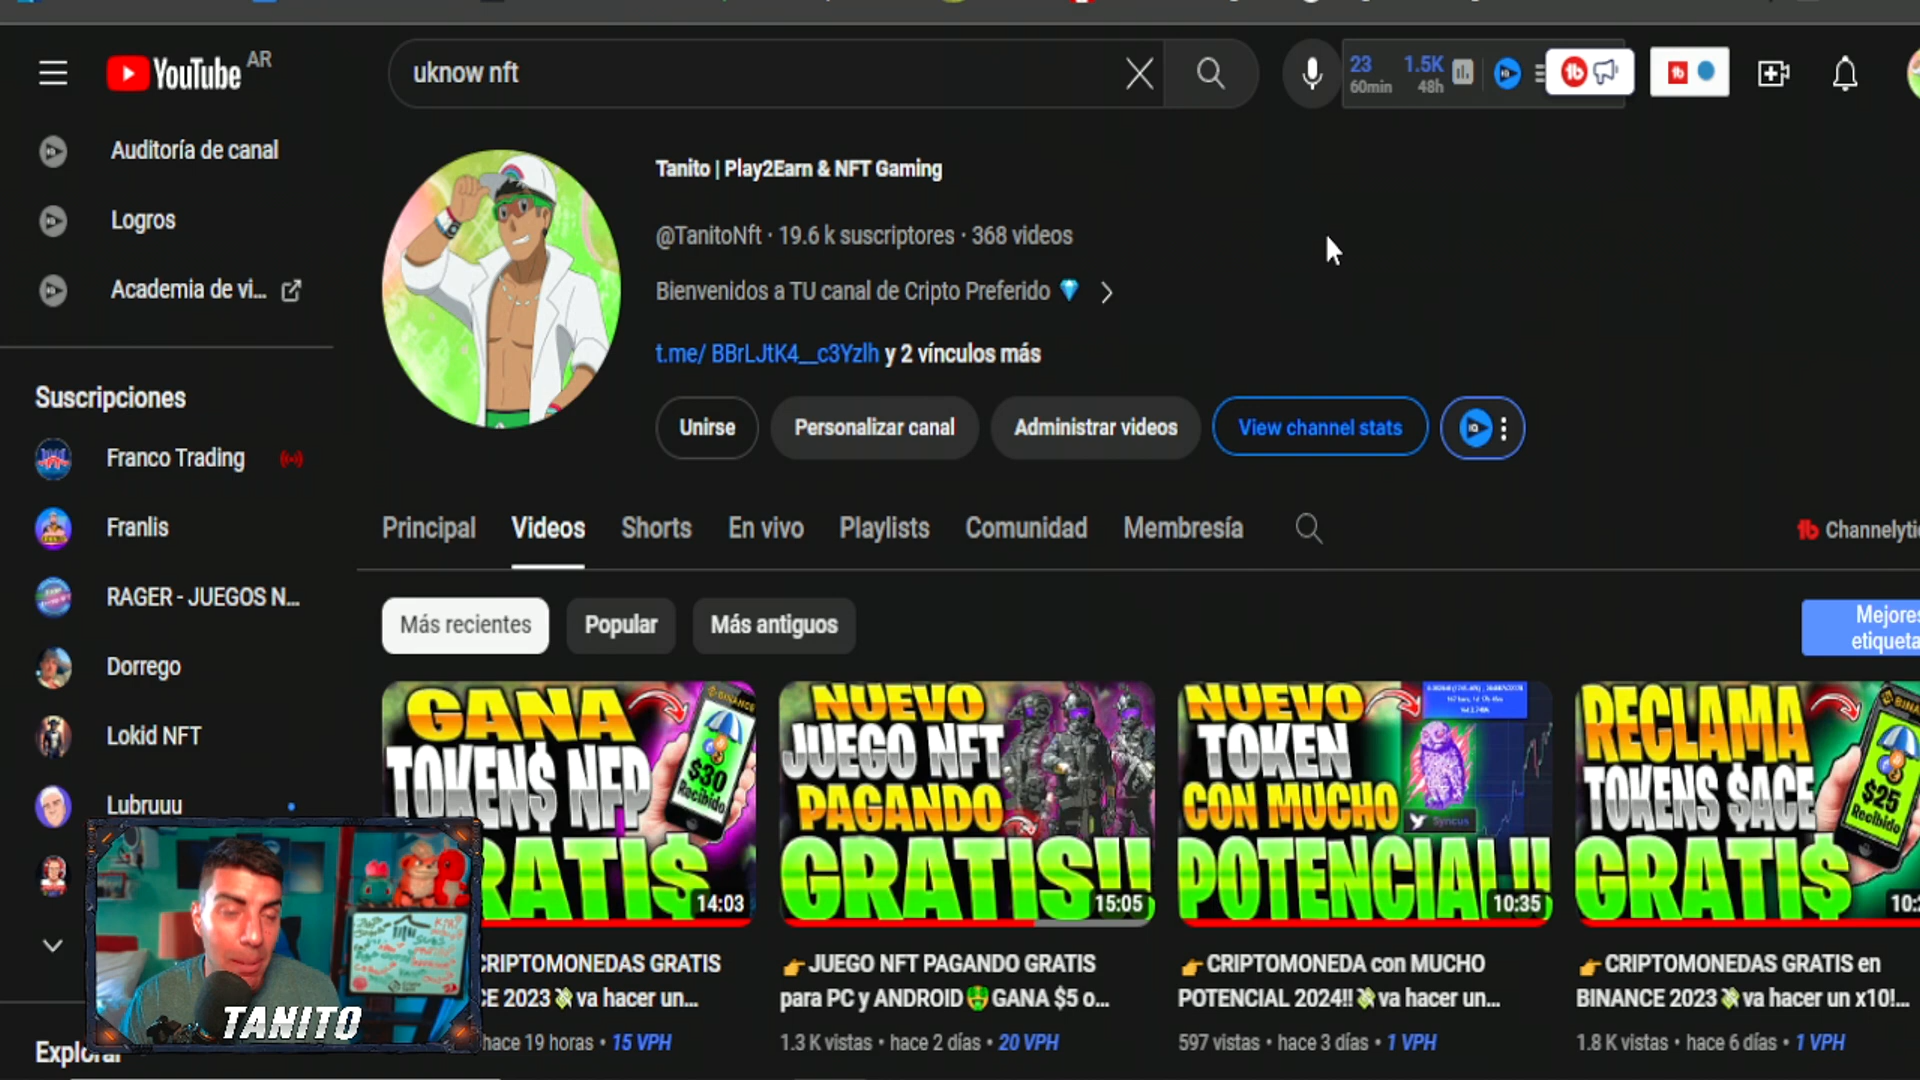 YouTube AR
uknow nft
23
60min
1.5K
48h
Auditoría de canal
Logros
Academia de vi...
Suscripciones
Franco Trading
Franlis
RAGER - JUEGOS N...
Dorrego
Lokid NFT
Lubruuu
Explorar
Tanito | Play2Earn & NFT Gaming
@TanitoNft · 19.6 k suscriptores · 368 videos
Bienvenidos a TU canal de Cripto Preferido 💎 >
t.me/ BBrLJtK4__c3Yzlh y 2 vínculos más
Unirse
Personalizar canal
Administrar videos
View channel stats
Principal
Videos
Shorts
En vivo
Playlists
Comunidad
Membresía
Channelytic
Más recientes
Popular
Más antiguos
Mejores
etiqueta
GANA
TOKEN$ NFP
GRATI$
BINANCE
$30
Recibido
14:03
NUEVO
JUEGO NFT
PAGANDO
GRATIS!!
15:05
NUEVO
TOKEN
CON MUCHO
POTENCIAL!!
Syncus
10:35
RECLAMA
TOKENS $ACE
GRATI$
$25
Recibido
CRIPTOMONEDAS GRATIS
CE 2023💸va hacer un...
hace 19 horas • 15 VPH
👉JUEGO NFT PAGANDO GRATIS
para PC y ANDROID🤑GANA $5 o...
1.3 K vistas • hace 2 días • 20 VPH
👉CRIPTOMONEDA con MUCHO
POTENCIAL 2024!!💸va hacer un...
597 vistas • hace 3 días • 1 VPH
👉CRIPTOMONEDAS GRATIS en
BINANCE 2023💸va hacer un x10!...
1.8 K vistas • hace 6 días • 1 VPH
TANITO